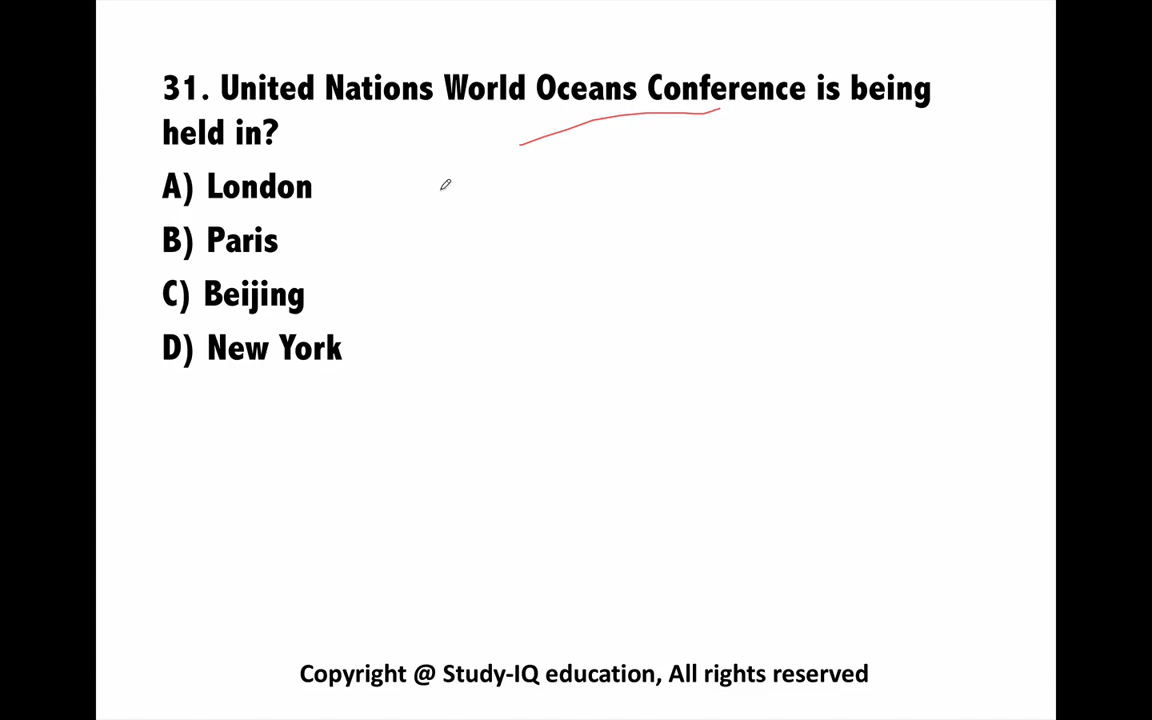 31. United Nations World Oceans Conference is being
held in?
A) London
B) Paris
C) Beijing
D) New York
Copyright @ Study-IQ education, All rights reserved